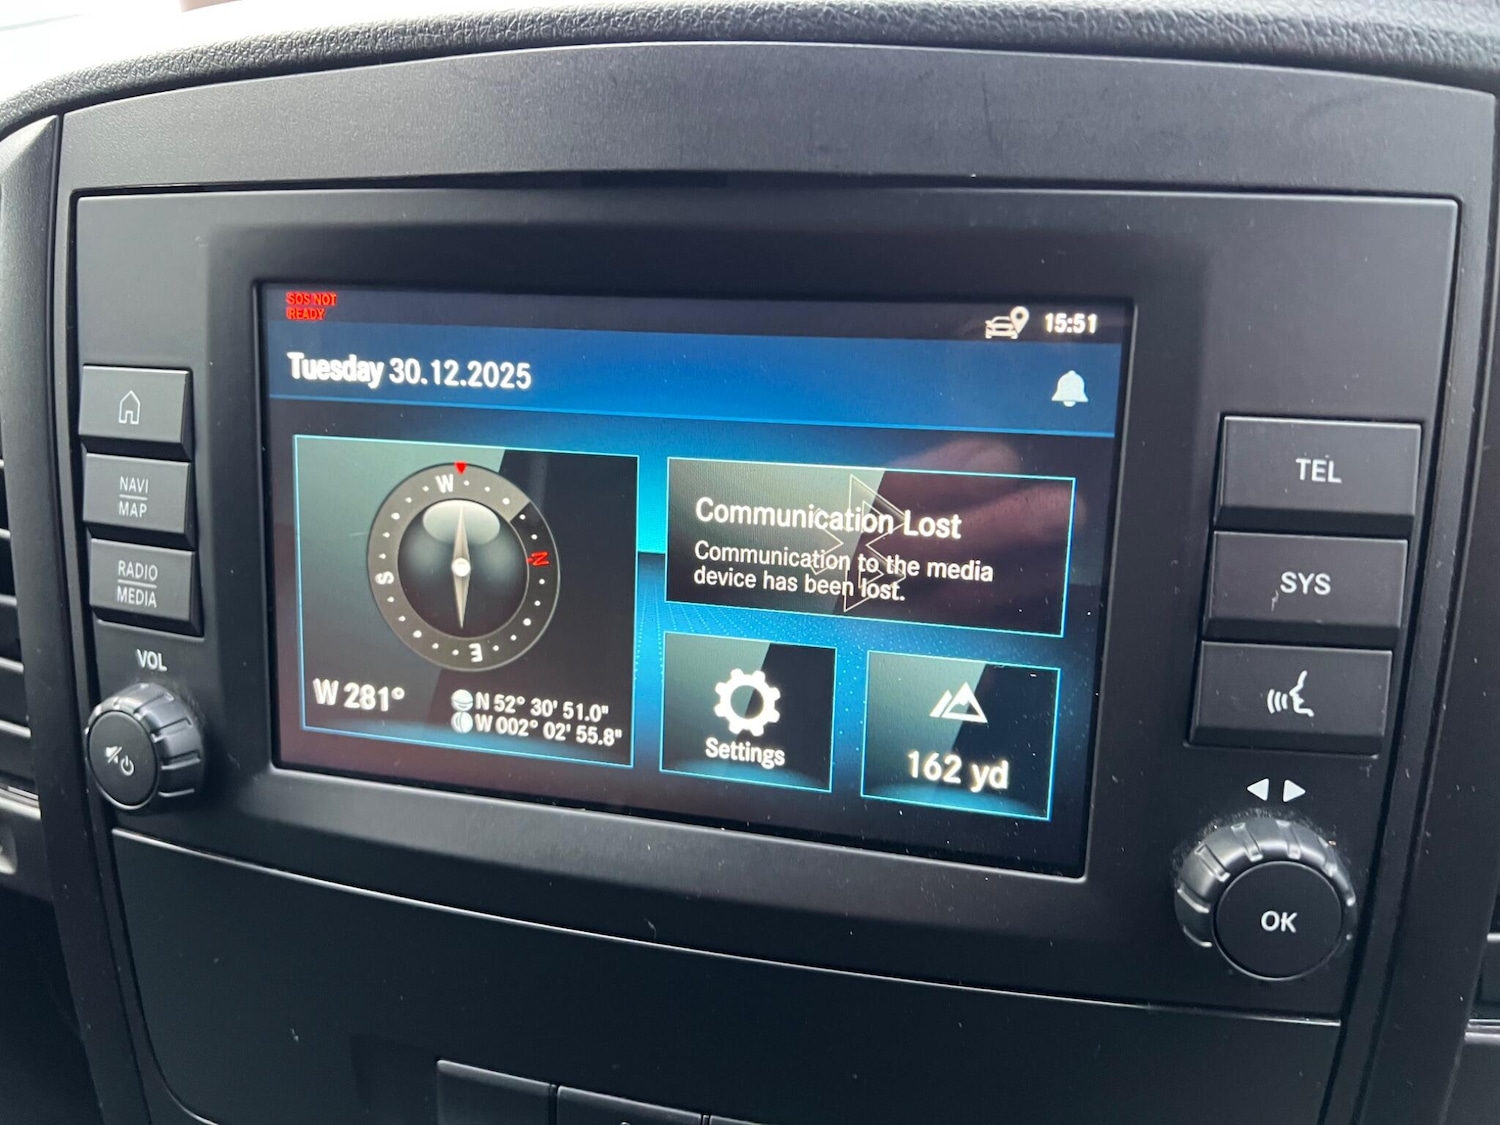 SOS NOT
READY
15:51
Tuesday 30.12.2025
NAVI
MAP
RADIO
MEDIA
VOL
W
N
S
E
W 281°
N 52° 30' 51.0"
W 002° 02' 55.8"
Communication Lost
Communication to the media
device has been lost.
Settings
162 yd
TEL
SYS
OK